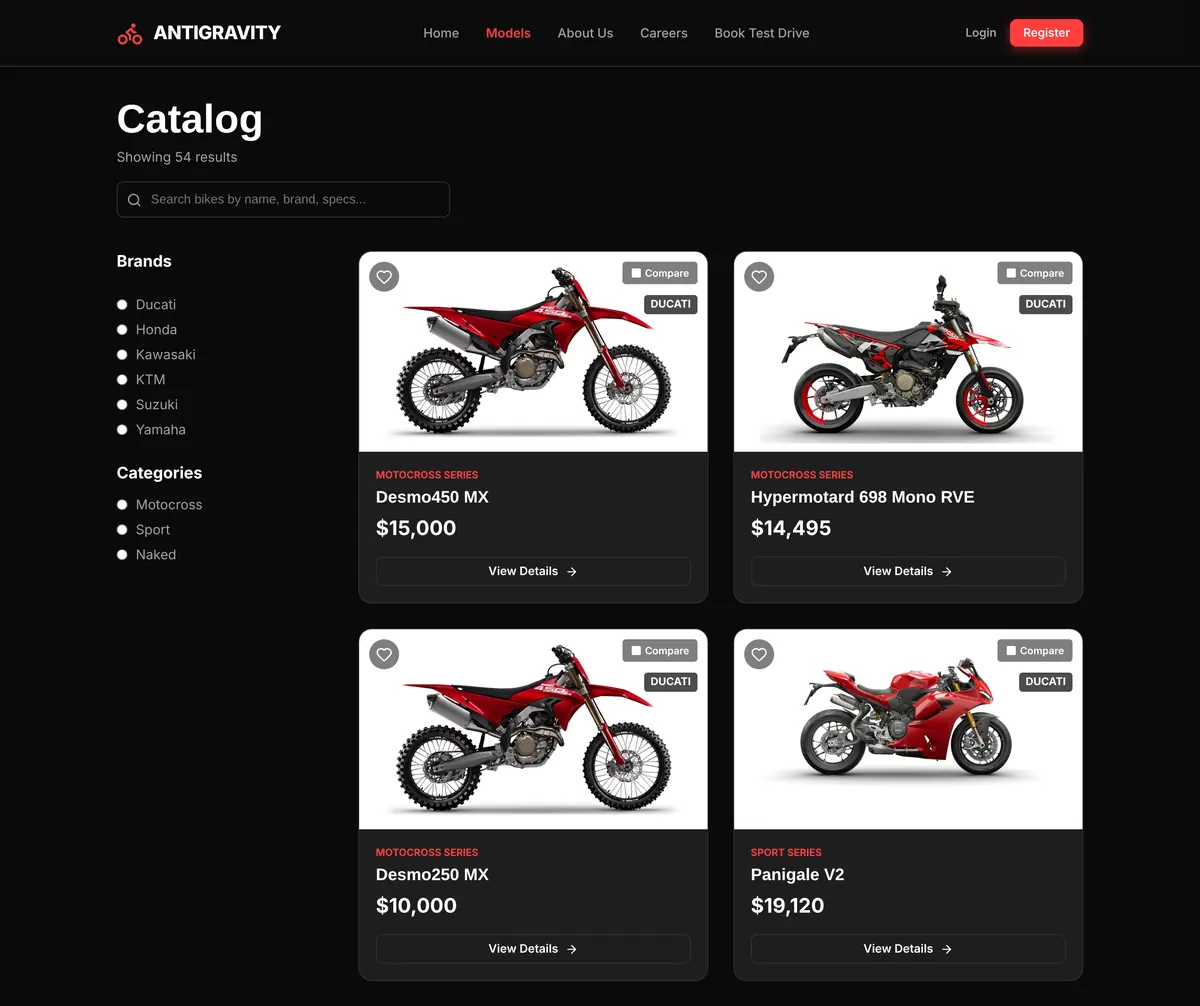 ANTIGRAVITY
Home
Models
About Us
Careers
Book Test Drive
Login
Register
Catalog
Showing 54 results
Search bikes by name, brand, specs...
Brands
Ducati
Honda
Kawasaki
KTM
Suzuki
Yamaha
Categories
Motocross
Sport
Naked
Compare
DUCATI
450
MOTOCROSS SERIES
Desmo450 MX
$15,000
View Details →
Compare
DUCATI
MOTOCROSS SERIES
Hypermotard 698 Mono RVE
$14,495
View Details →
Compare
DUCATI
450
MOTOCROSS SERIES
Desmo250 MX
$10,000
View Details →
Compare
DUCATI
SPORT SERIES
Panigale V2
$19,120
View Details →